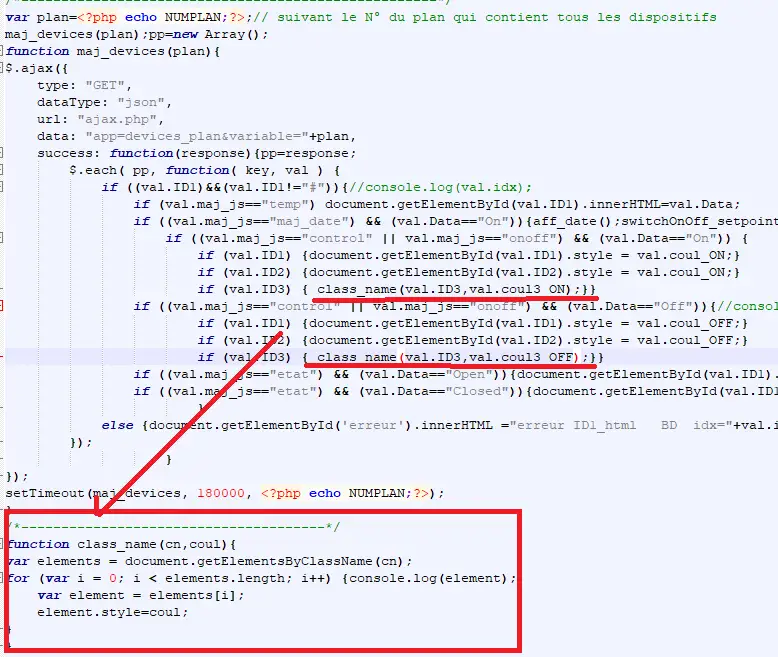 /*----------------------------------------------------*/
var plan=<?php echo NUMPLAN;?>;// suivant le N° du plan qui contient tous les dispositifs
maj_devices(plan);pp=new Array();
function maj_devices(plan){
$.ajax({
type: "GET",
dataType: "json",
url: "ajax.php",
data: "app=devices_plan&variable="+plan,
success: function(response){pp=response;
$.each( pp, function( key, val ) {
if ((val.ID1)&&(val.ID1!="#")){//console.log(val.idx);
if (val.maj_js=="temp") document.getElementById(val.ID1).innerHTML=val.Data;
if ((val.maj_js=="maj_date") && (val.Data=="On")){aff_date();switchOnOff_setpoint
if ((val.maj_js=="control" || val.maj_js=="onoff") && (val.Data=="On")) {
if (val.ID1) {document.getElementById(val.ID1).style = val.coul_ON;}
if (val.ID2) {document.getElementById(val.ID2).style = val.coul_ON;}
if (val.ID3) { class_name(val.ID3,val.coul3_ON);}}
if ((val.maj_js=="control" || val.maj_js=="onoff") && (val.Data=="Off")){//consol
if (val.ID1) {document.getElementById(val.ID1).style = val.coul_OFF;}
if (val.ID2) {document.getElementById(val.ID2).style = val.coul_OFF;}
if (val.ID3) { class_name(val.ID3,val.coul3_OFF);}}
if ((val.maj_js=="etat") && (val.Data=="Open")){document.getElementById(val.ID1).
if ((val.maj_js=="etat") && (val.Data=="Closed")){document.getElementById(val.ID1
}
else {document.getElementById('erreur').innerHTML ="erreur ID1_html   BD  idx="+val.i
});
}
});
setTimeout(maj_devices, 180000, <?php echo NUMPLAN;?>);
}
/*--------------------------------------*/
function class_name(cn,coul){
var elements = document.getElementsByClassName(cn);
for (var i = 0; i < elements.length; i++) {console.log(element);
var element = elements[i];
element.style=coul;
}
}